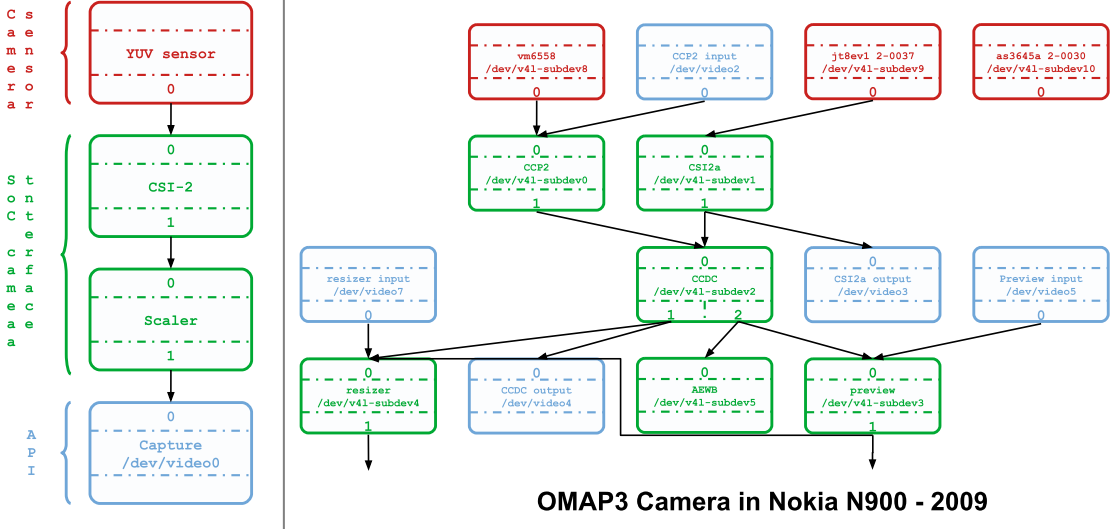 Camera sensor
YUV sensor
0
SoC camaea tnterface
0
CSI-2
1
0
Scaler
1
API
0
Capture
/dev/video0
vm6558
/dev/v4l-subdev8
0
CCP2 input
/dev/video2
0
jt8ev1 2-0037
/dev/v4l-subdev9
0
as3645a 2-0030
/dev/v4l-subdev10
0
0
CCP2
/dev/v4l-subdev0
1
0
CSI2a
/dev/v4l-subdev1
1
resizer input
/dev/video7
0
0
CCDC
/dev/v4l-subdev2
1 2
0
CSI2a output
/dev/video3
Preview input
/dev/video5
0
0
resizer
/dev/v4l-subdev4
1
0
CCDC output
/dev/video4
0
AEWB
/dev/v4l-subdev5
0
preview
/dev/v4l-subdev3
1
OMAP3 Camera in Nokia N900 - 2009